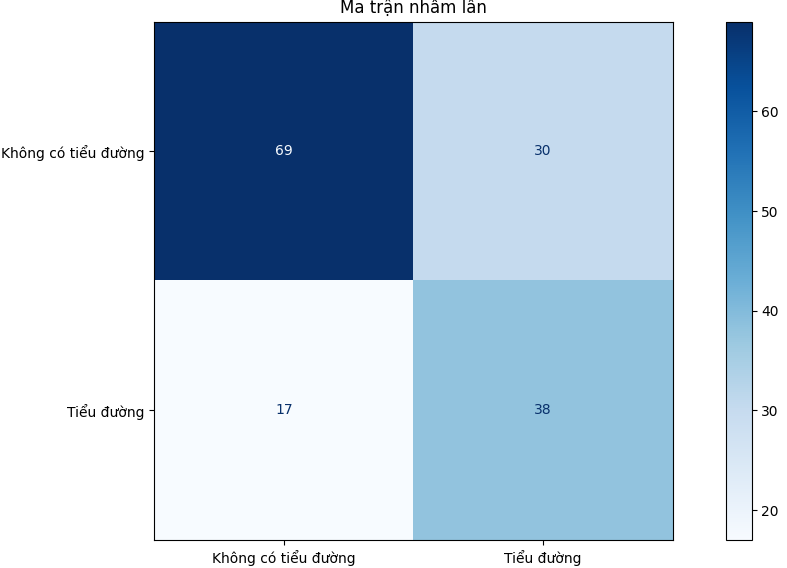 Ma trận nhầm lẫn
Không có tiểu đường
69
30
Tiểu đường
17
38
Không có tiểu đường
Tiểu đường
60
50
40
30
20